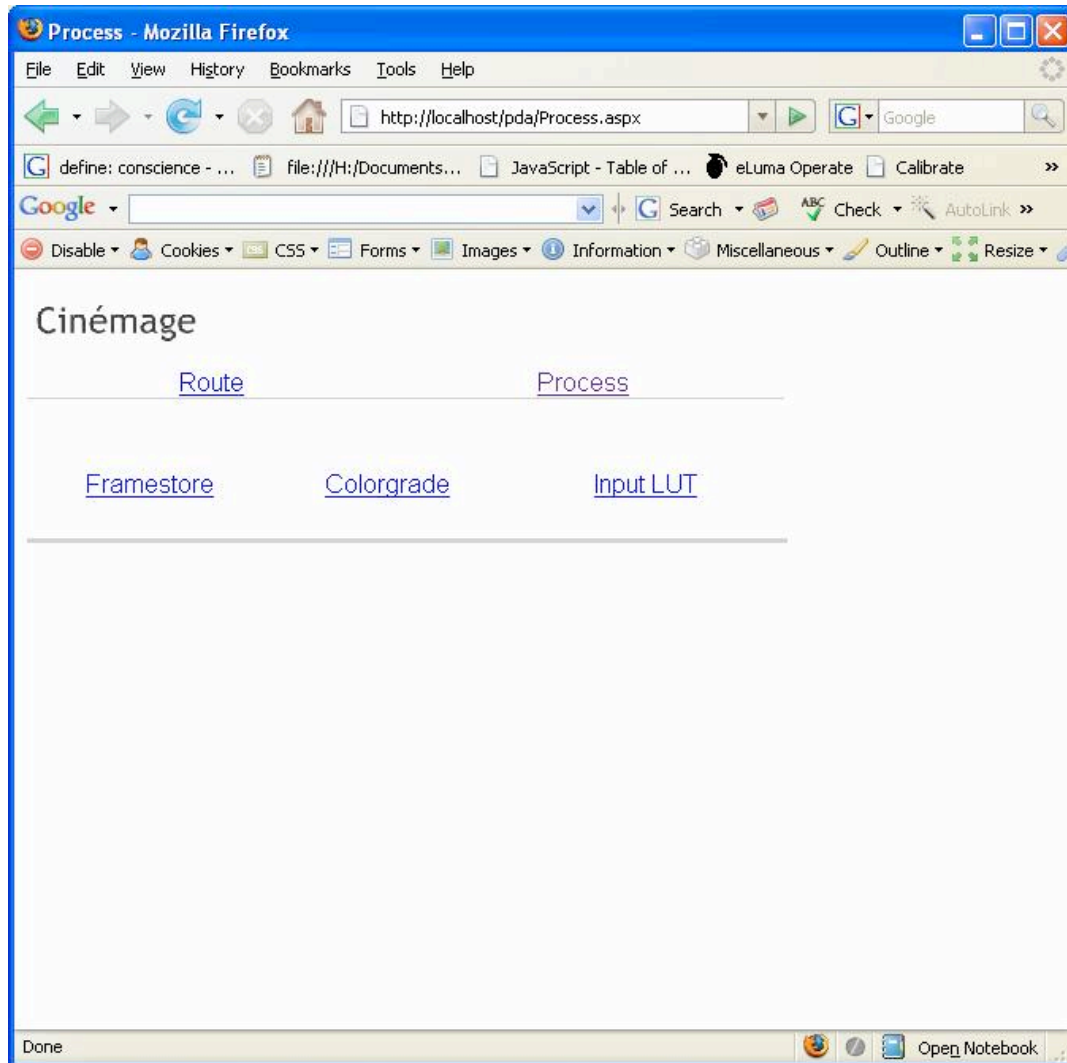 Process - Mozilla Firefox
File Edit View History Bookmarks Tools Help
http://localhost/pda/Process.aspx G Google
G define: conscience - ... file:///H:/Documents... JavaScript - Table of ... eLuma Operate Calibrate »
Google G Search ABC Check AutoLink »
Disable Cookies CSS Forms Images Information Miscellaneous Outline Resize
Cinémage
Route Process
Framestore Colorgrade Input LUT
Done Open Notebook